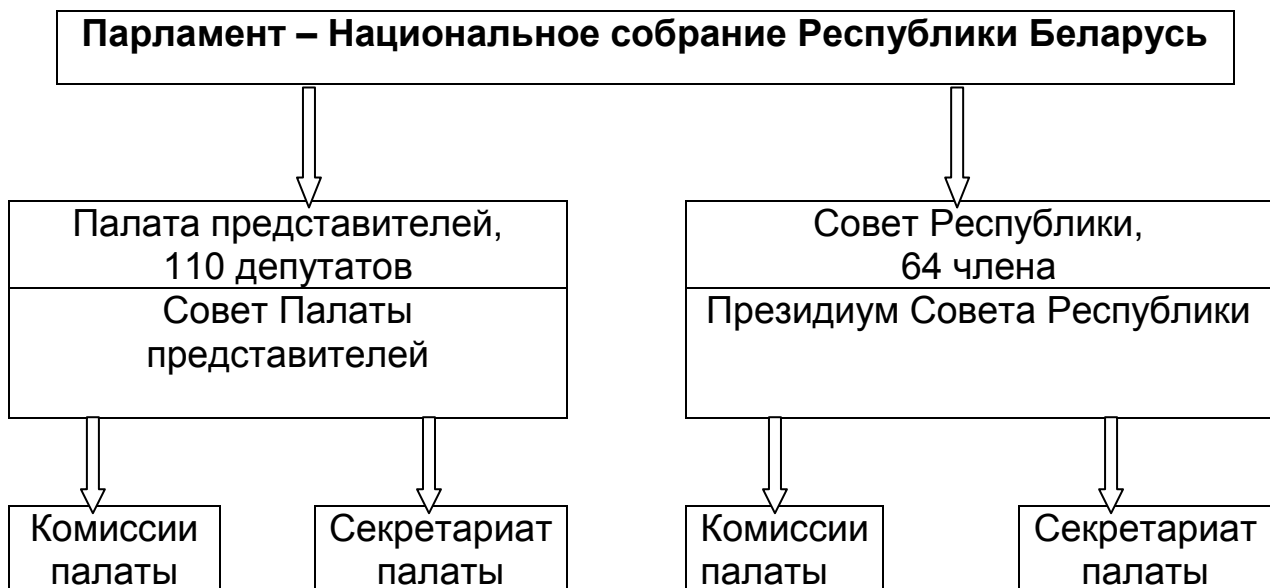 Парламент – Национальное собрание Республики Беларусь
Палата представителей,
110 депутатов
Совет Палаты
представителей
Совет Республики,
64 члена
Президиум Совета Республики
Комиссии
палаты
Секретариат
палаты
Комиссии
палаты
Секретариат
палаты